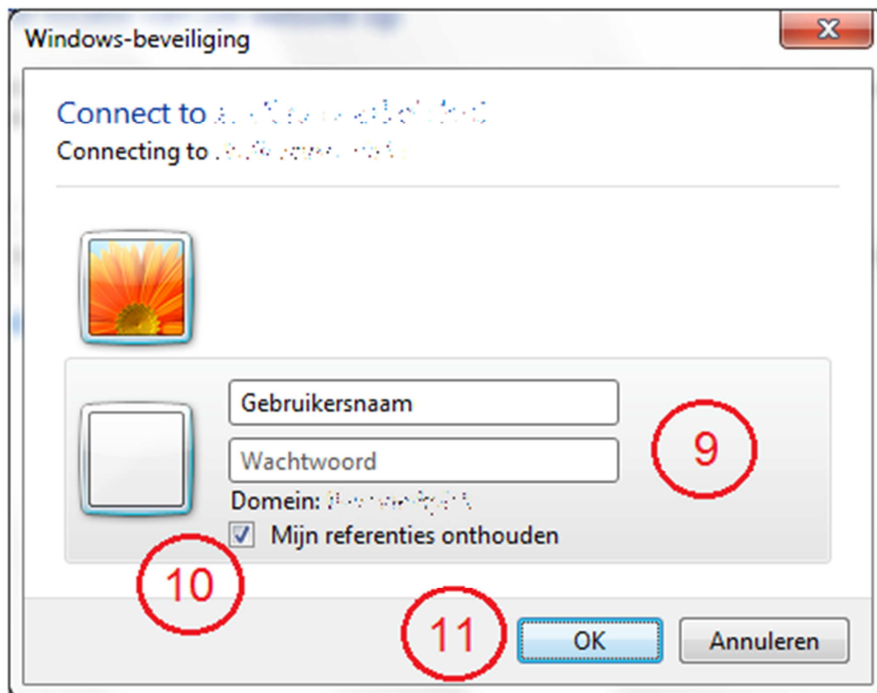 Windows-beveiliging
Connect to
Connecting to
Gebruikersnaam
Wachtwoord
9
Domein:
Mijn referenties onthouden
10
11
OK
Annuleren